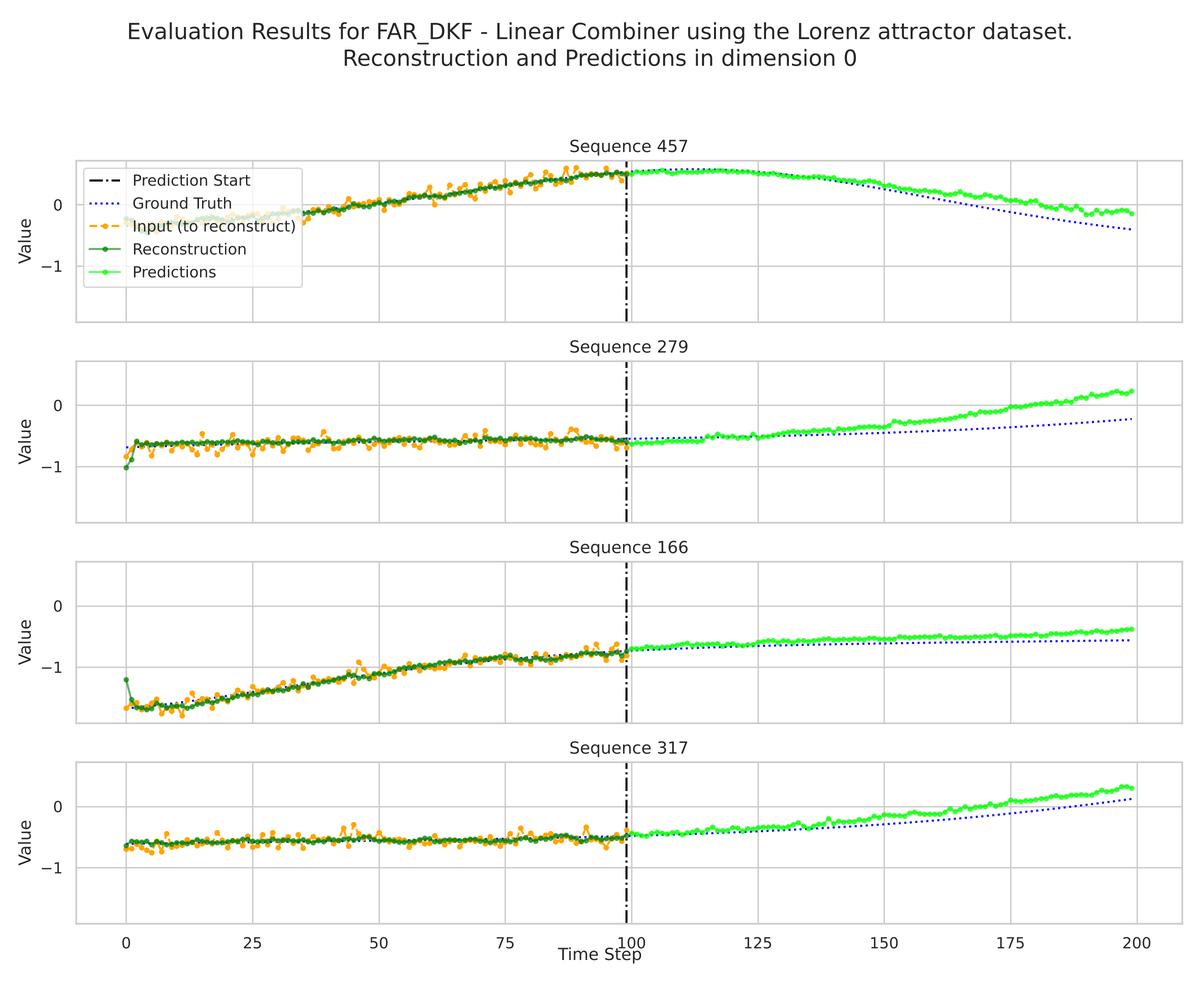 Evaluation Results for FAR_DKF - Linear Combiner using the Lorenz attractor dataset.
Reconstruction and Predictions in dimension 0
Sequence 457
Prediction Start
Ground Truth
Input (to reconstruct)
Reconstruction
Predictions
Value
0
−1
Sequence 279
Value
0
−1
Sequence 166
Value
0
−1
Sequence 317
Value
0
−1
0 25 50 75 100 125 150 175 200
Time Step